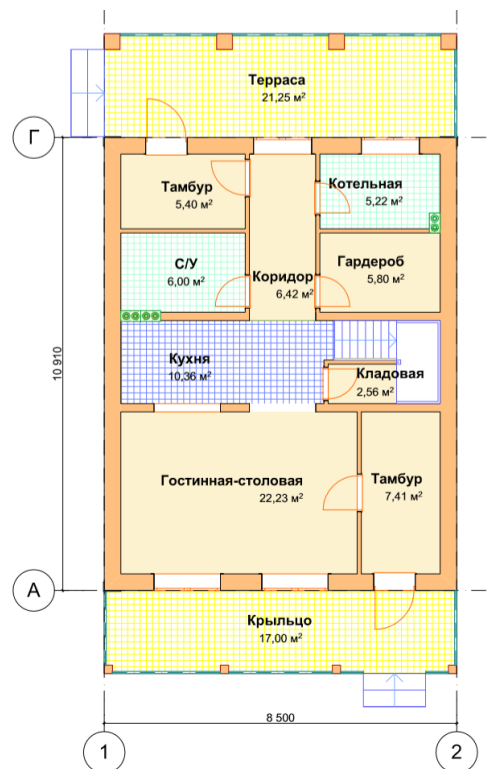 Терраса
21,25 м²
Г
Тамбур
5,40 м²
Котельная
5,22 м²
С/У
6,00 м²
Гардероб
5,80 м²
Коридор
6,42 м²
Кухня
10,36 м²
Кладовая
2,56 м²
10 910
Гостинная-столовая
22,23 м²
Тамбур
7,41 м²
А
Крыльцо
17,00 м²
8 500
1
2